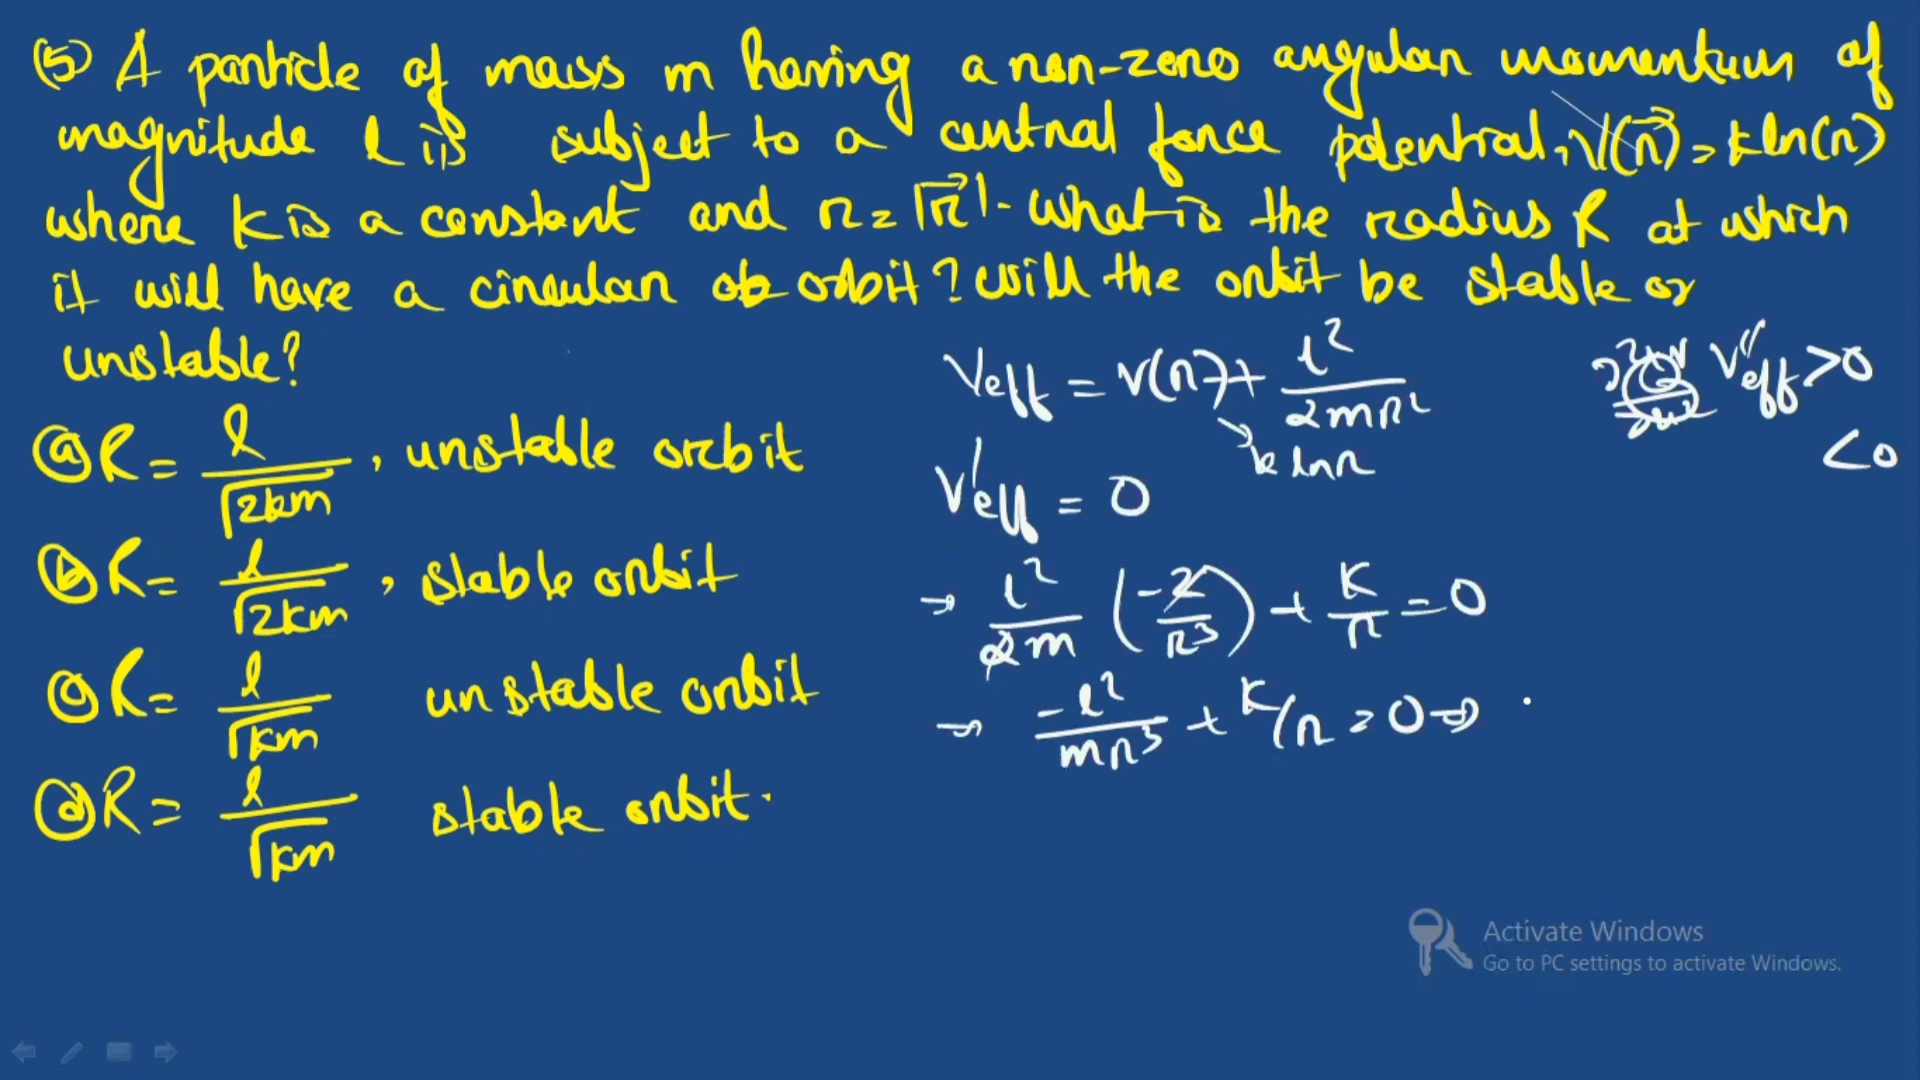 (5) A particle of mass m having a non-zero angular momentum of
magnitude l is subject to a central force potential, V(r⃗) = k ln(r)
where k is a constant and r = |r⃗|. What is the radius R at which
it will have a circular ob orbit? Will the orbit be stable or
unstable?
(a) R = l/√2km, unstable orbit
(b) R = l/√2km, stable orbit
(c) R = l/√km unstable orbit
(d) R = l/√km stable orbit.
Veff = V(r) + l²/2mr²
→ k ln r
V'eff = 0
→ l²/2m (-2/r³) + k/r = 0
→ -l²/mr³ + k/r = 0 ⇒
V''eff > 0
< 0
Activate Windows
Go to PC settings to activate Windows.